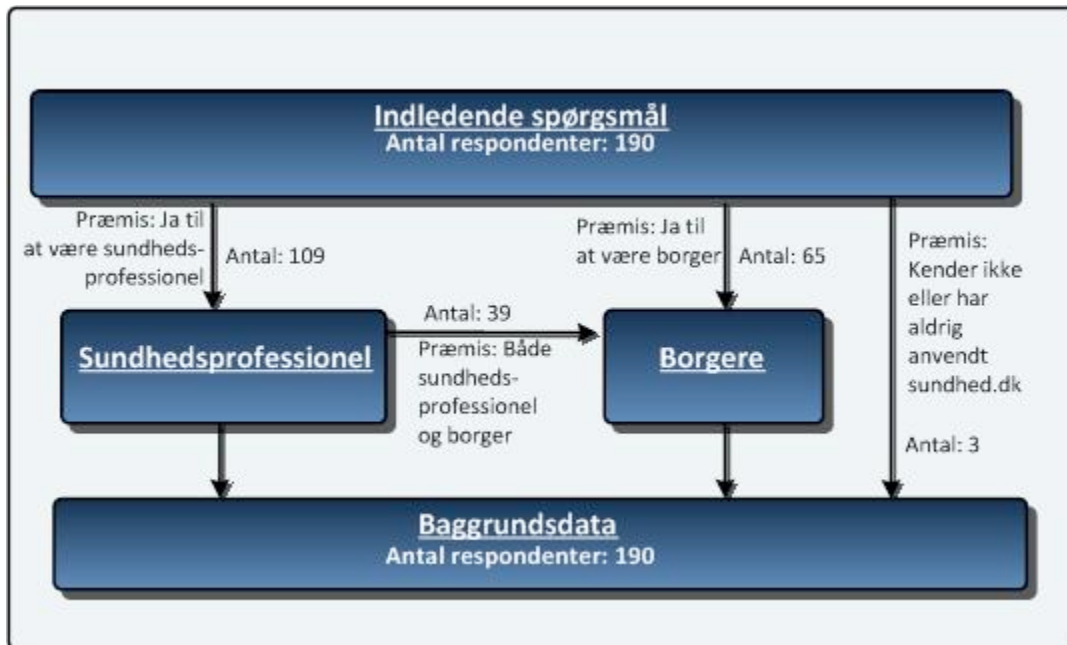 Indledende spørgsmål
Antal respondenter: 190
Præmis: Ja til
at være sundheds-
professionel
Antal: 109
Præmis: Ja til
at være borger
Antal: 65
Præmis:
Kender ikke
eller har
aldrig
anvendt
sundhed.dk
Antal: 3
Sundhedsprofessionel
Antal: 39
Præmis: Både
sundheds-
professionel
og borger
Borgere
Baggrundsdata
Antal respondenter: 190